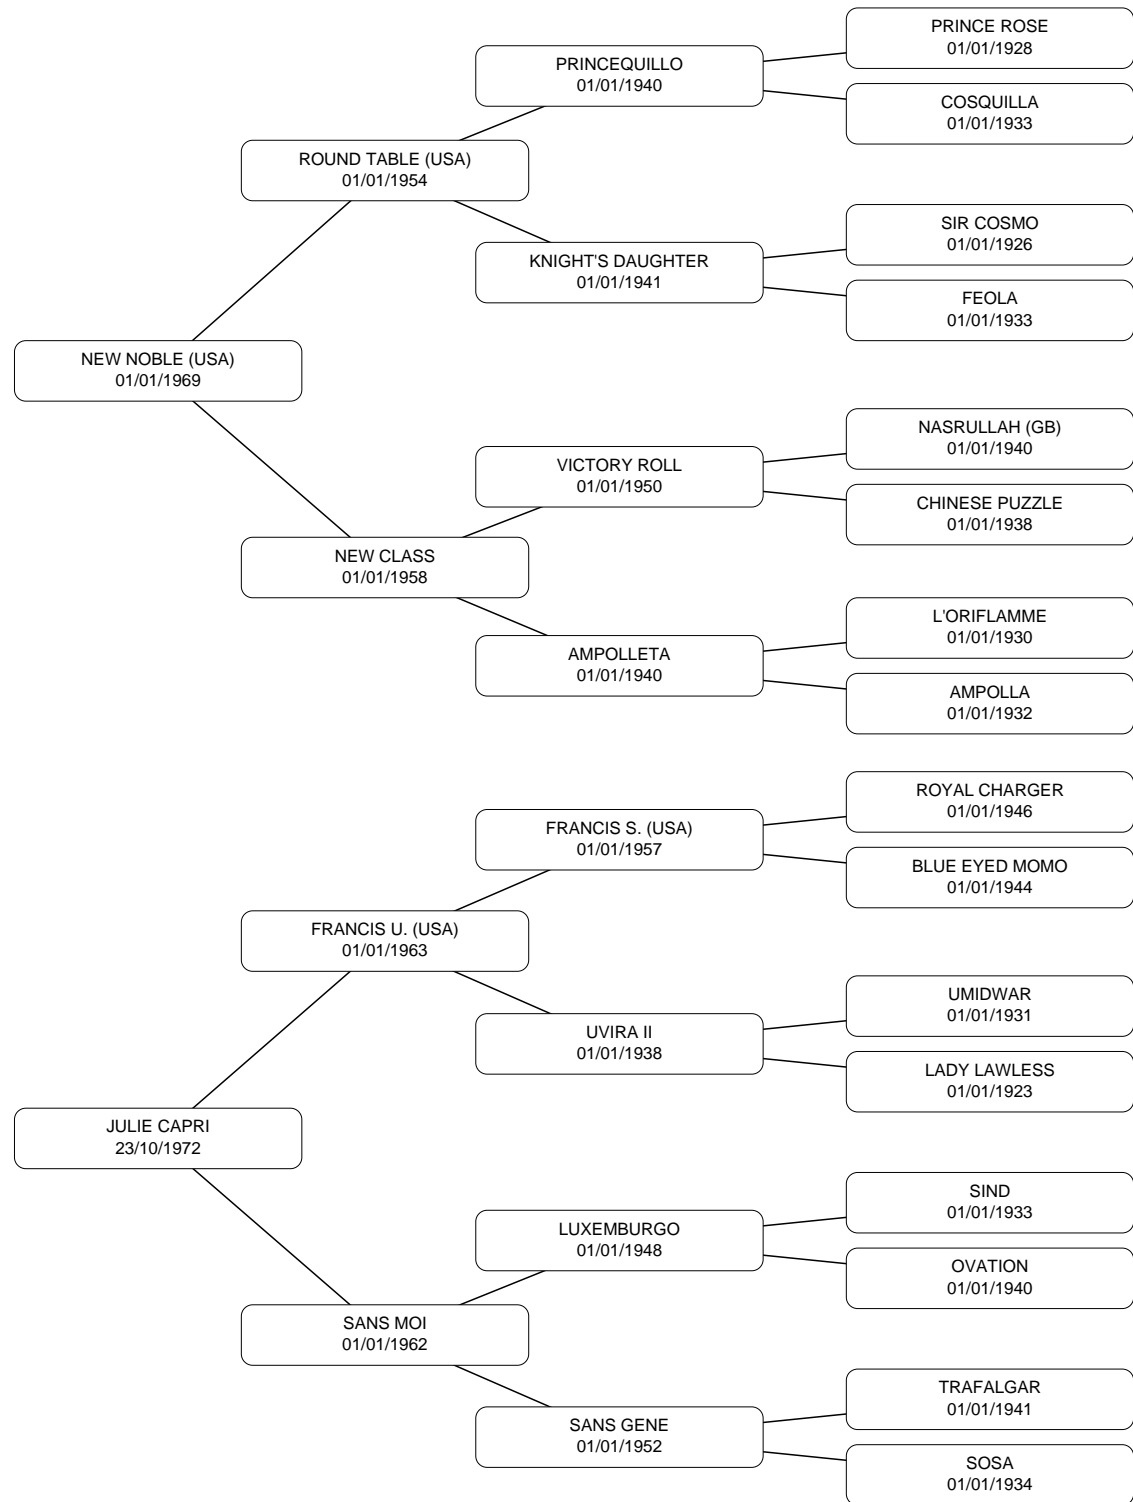 PRINCE ROSE
01/01/1928
PRINCEQUILLO
01/01/1940
COSQUILLA
01/01/1933
ROUND TABLE (USA)
01/01/1954
SIR COSMO
01/01/1926
KNIGHT'S DAUGHTER
01/01/1941
FEOLA
01/01/1933
NEW NOBLE (USA)
01/01/1969
NASRULLAH (GB)
01/01/1940
VICTORY ROLL
01/01/1950
CHINESE PUZZLE
01/01/1938
NEW CLASS
01/01/1958
L'ORIFLAMME
01/01/1930
AMPOLLETA
01/01/1940
AMPOLLA
01/01/1932
ROYAL CHARGER
01/01/1946
FRANCIS S. (USA)
01/01/1957
BLUE EYED MOMO
01/01/1944
FRANCIS U. (USA)
01/01/1963
UMIDWAR
01/01/1931
UVIRA II
01/01/1938
LADY LAWLESS
01/01/1923
JULIE CAPRI
23/10/1972
SIND
01/01/1933
LUXEMBURGO
01/01/1948
OVATION
01/01/1940
SANS MOI
01/01/1962
TRAFALGAR
01/01/1941
SANS GENE
01/01/1952
SOSA
01/01/1934